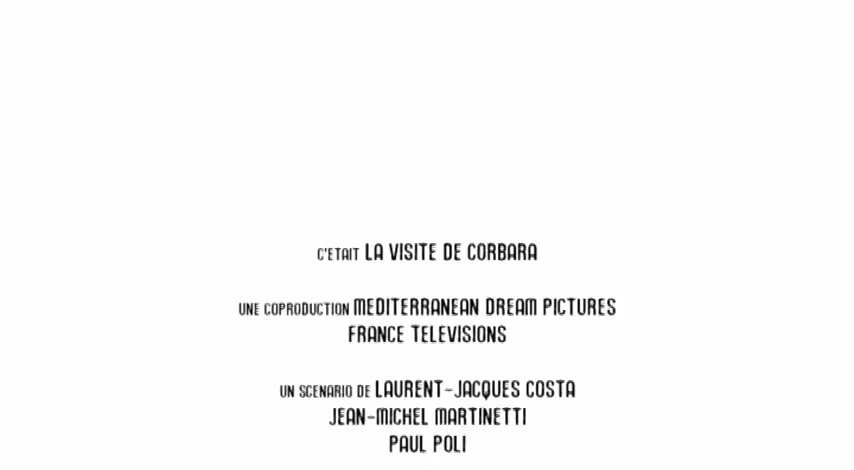 C'ETAIT LA VISITE DE CORBARA
UNE COPRODUCTION MEDITERRANEAN DREAM PICTURES
FRANCE TELEVISIONS
UN SCENARIO DE LAURENT-JACQUES COSTA
JEAN-MICHEL MARTINETTI
PAUL POLI